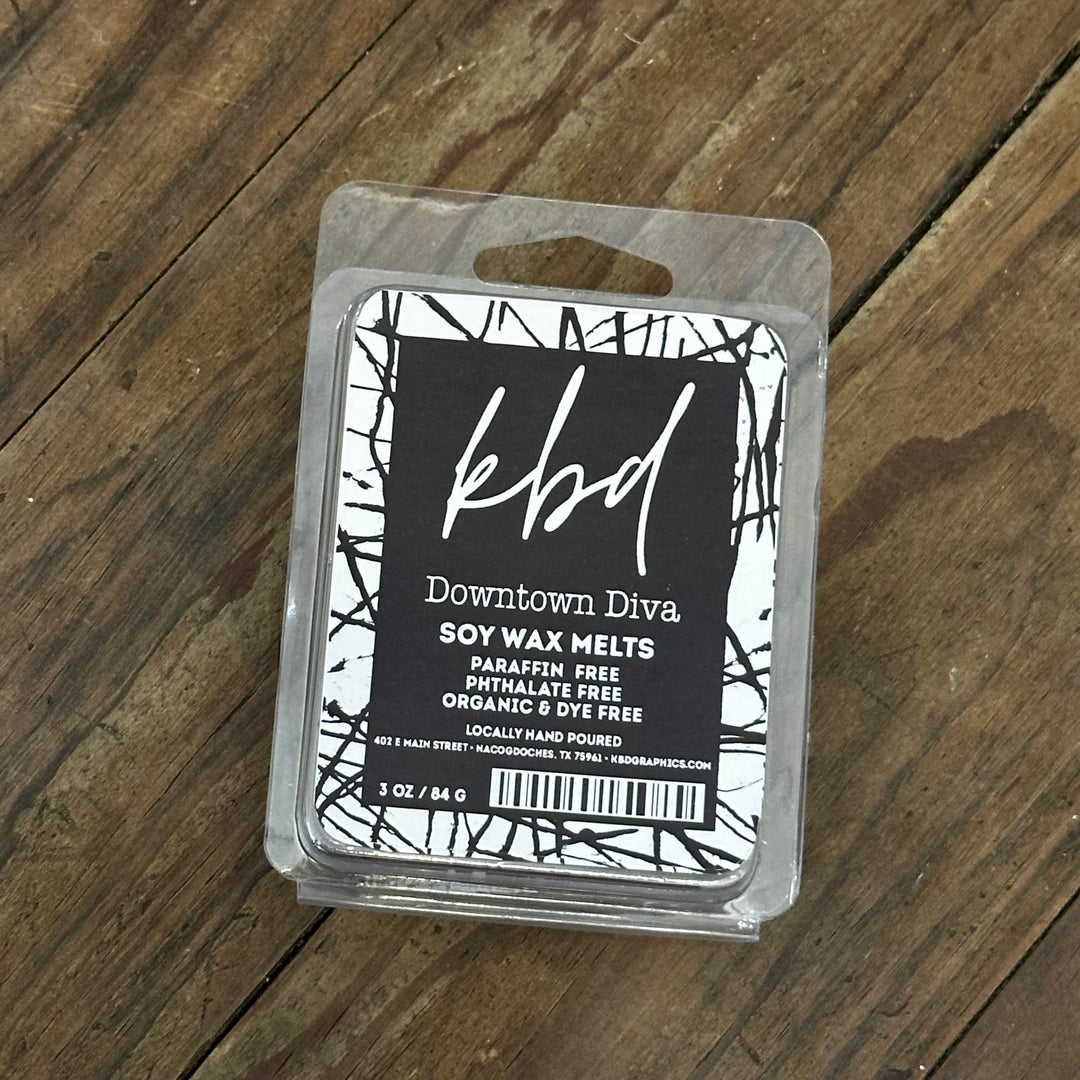 kbd
Downtown Diva
SOY WAX MELTS
PARAFFIN FREE
PHTHALATE FREE
ORGANIC & DYE FREE
LOCALLY HAND POURED
402 E MAIN STREET • NACOGDOCHES, TX 75961 • KBDGRAPHICS.COM
3 OZ / 84 G